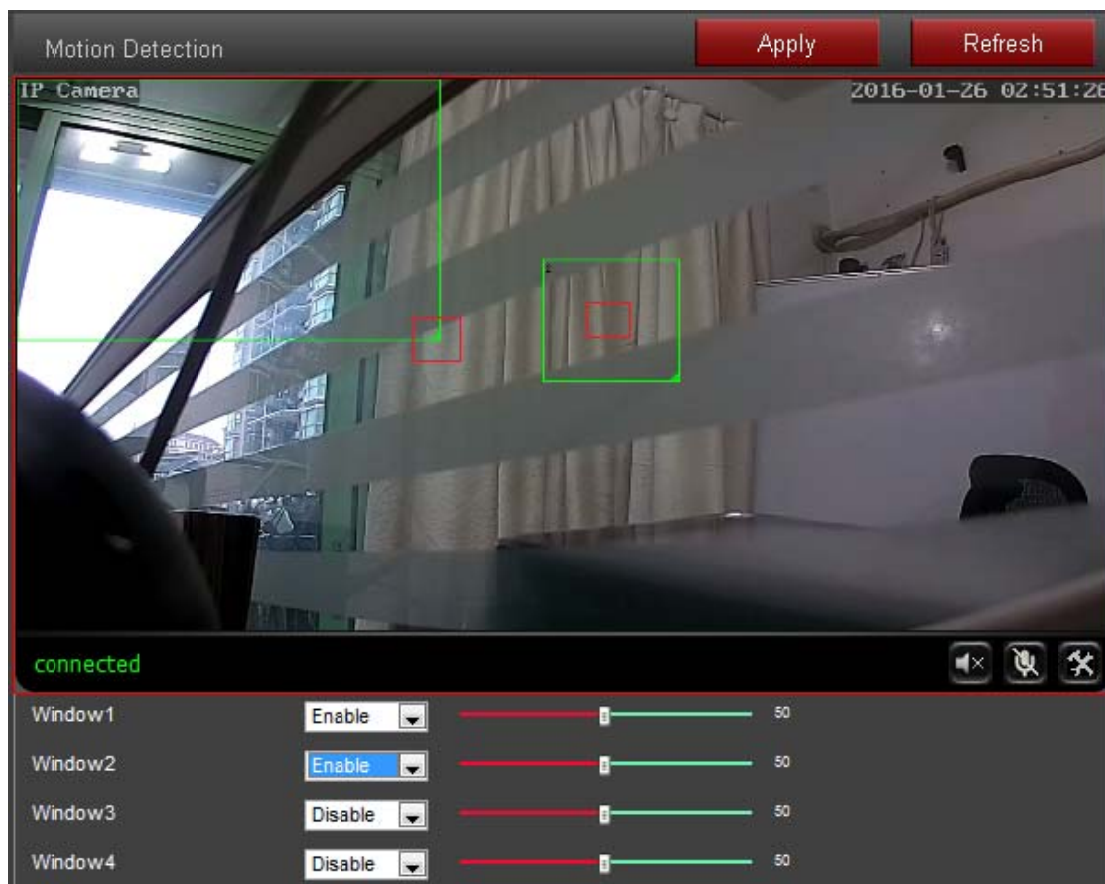 Motion Detection Apply Refresh
IP Camera 2016-01-26 02:51:26
2
connected
Window1 Enable 50
Window2 Enable 50
Window3 Disable 50
Window4 Disable 50